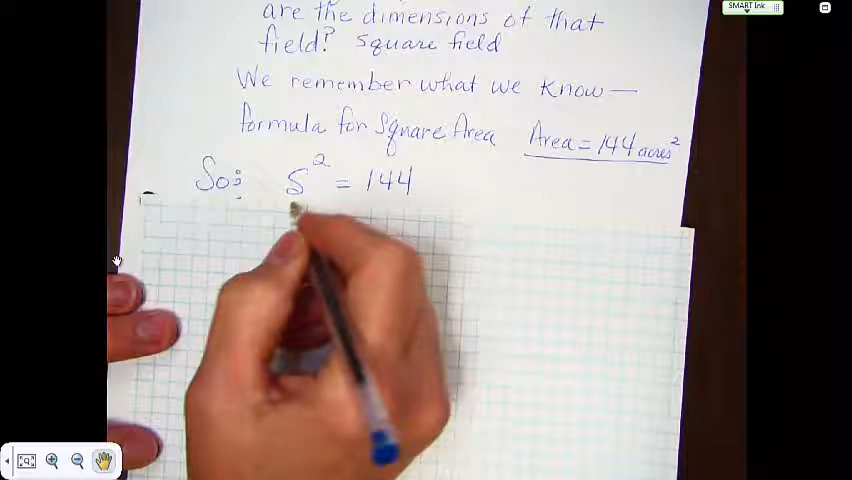 SMART Ink
are the dimensions of that
field? Square field
We remember what we know—
formula for Square Area Area = 144 acres²
So: S² = 144